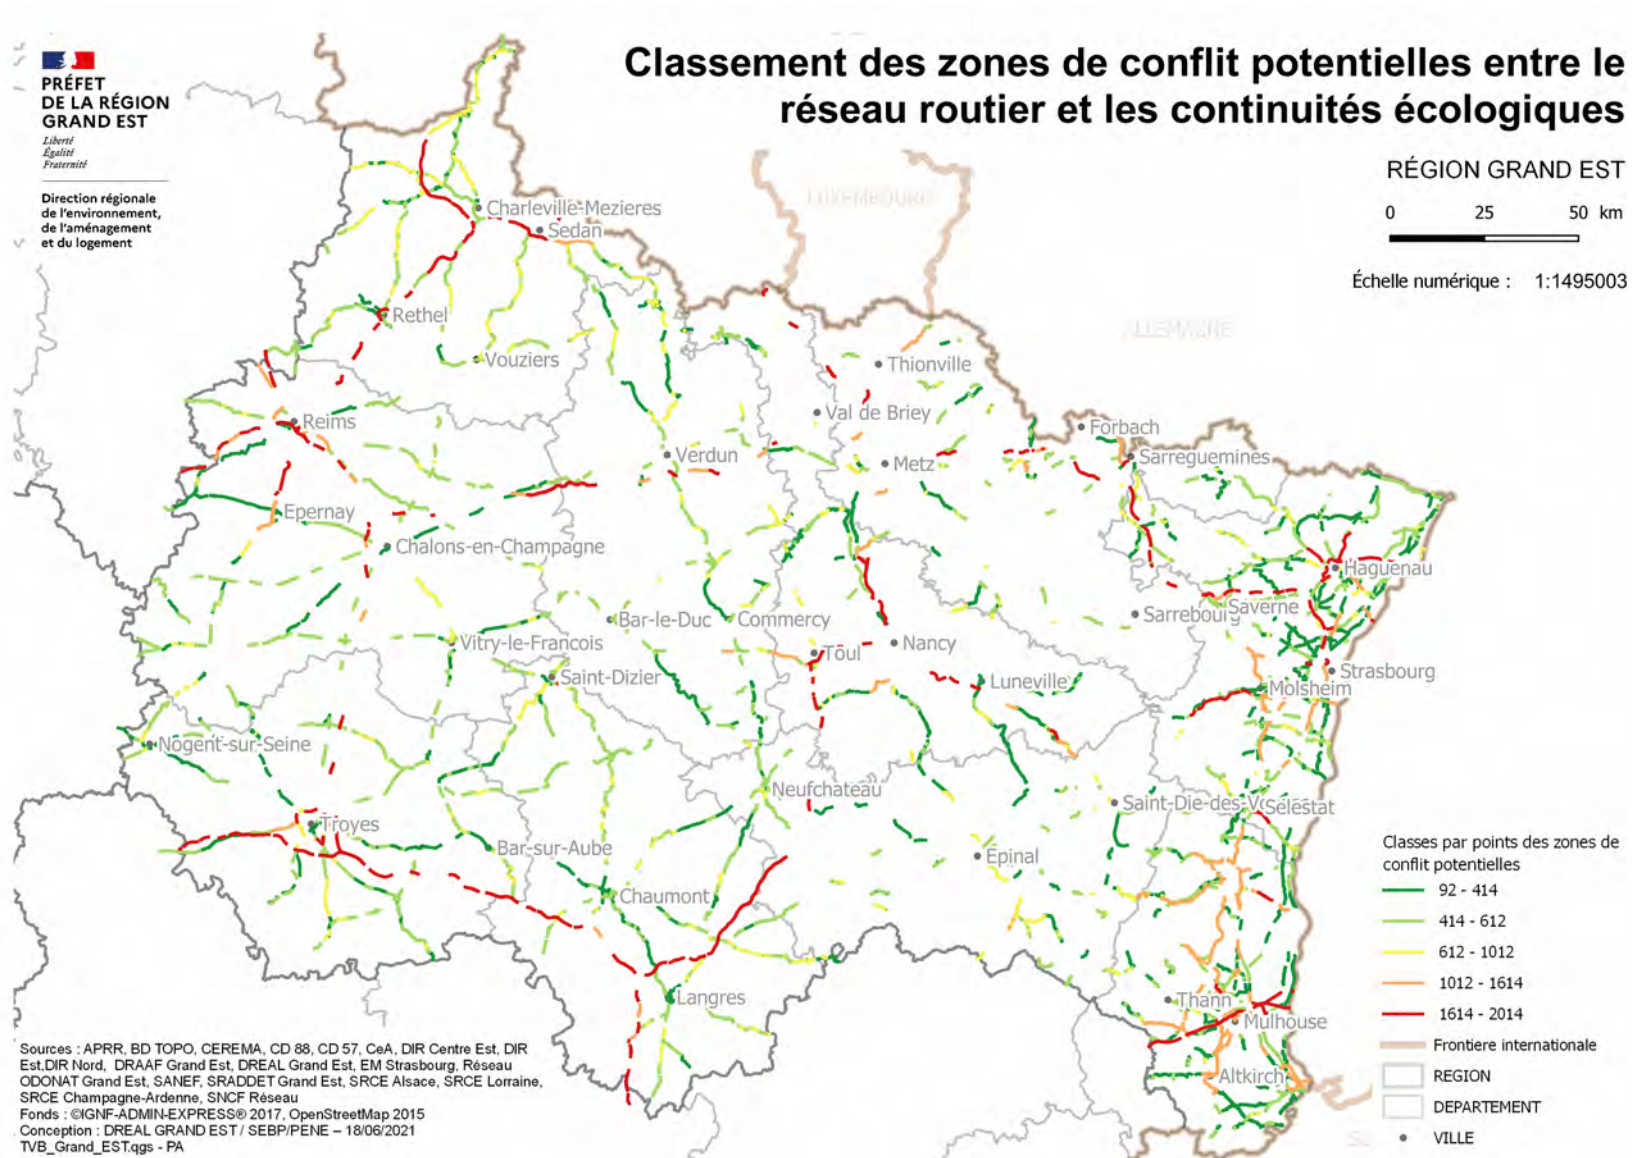 PRÉFET
DE LA RÉGION
GRAND EST
Liberté
Égalité
Fraternité
Direction régionale
de l'environnement,
de l'aménagement
et du logement
Classement des zones de conflit potentielles entre le
réseau routier et les continuités écologiques
RÉGION GRAND EST
0 25 50 km
Échelle numérique : 1:1495003
LUXEMBOURG
ALLEMAGNE
Charleville-Mezieres
Sedan
Rethel
Vouziers
Thionville
Val de Briey
Reims
Forbach
Verdun
Metz
Sarreguemines
Epernay
Chalons-en-Champagne
Haguenau
Saverne
Sarrebourg
Bar-le-Duc
Commercy
Vitry-le-Francois
Toul
Nancy
Saint-Dizier
Luneville
Strasbourg
Molsheim
Nogent-sur-Seine
Neufchateau
Saint-Die-des-V
Selestat
Troyes
Bar-sur-Aube
Epinal
Chaumont
Langres
Thann
Mulhouse
Altkirch
Classes par points des zones de
conflit potentielles
92 - 414
414 - 612
612 - 1012
1012 - 1614
1614 - 2014
Frontiere internationale
REGION
DEPARTEMENT
VILLE
Sources : APRR, BD TOPO, CEREMA, CD 88, CD 57, CeA, DIR Centre Est, DIR
Est,DIR Nord, DRAAF Grand Est, DREAL Grand Est, EM Strasbourg, Réseau
ODONAT Grand Est, SANEF, SRADDET Grand Est, SRCE Alsace, SRCE Lorraine,
SRCE Champagne-Ardenne, SNCF Réseau
Fonds : ©IGNF-ADMIN-EXPRESS® 2017, OpenStreetMap 2015
Conception : DREAL GRAND EST / SEBP/PENE – 18/06/2021
TVB_Grand_EST.qgs - PA